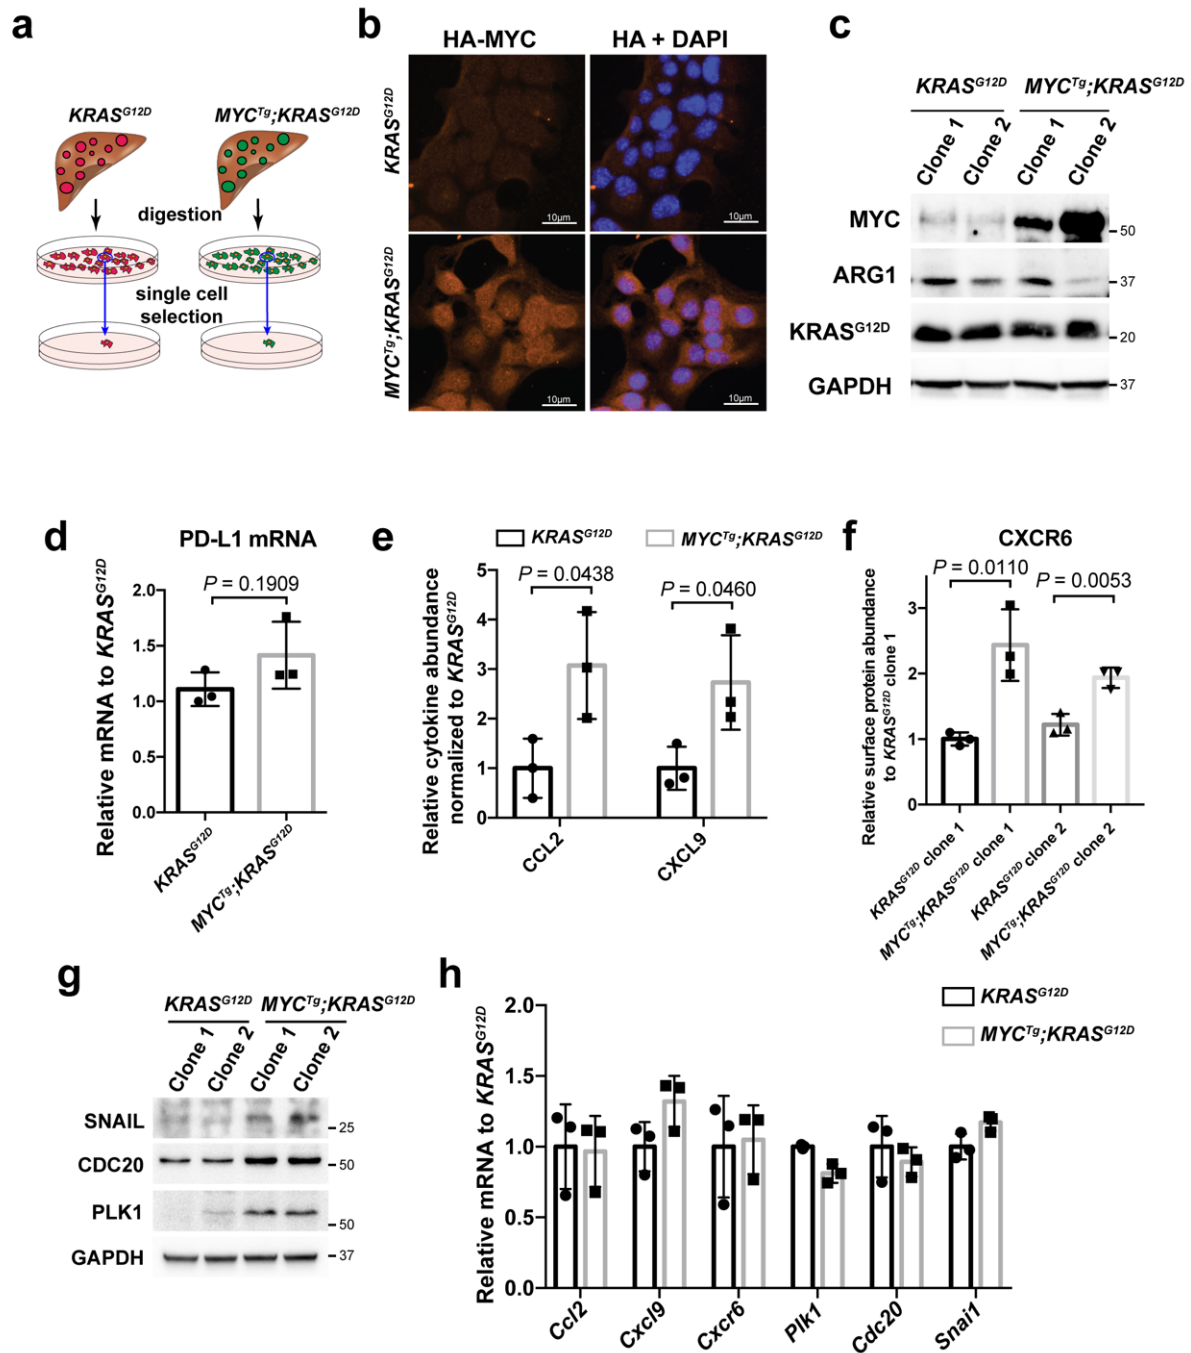 a
KRAS^G12D
MYC^Tg;KRAS^G12D
digestion
single cell
selection
b
HA-MYC
HA + DAPI
KRAS^G12D
10μm
10μm
MYC^Tg;KRAS^G12D
10μm
10μm
c
KRAS^G12D
MYC^Tg;KRAS^G12D
Clone 1
Clone 2
Clone 1
Clone 2
MYC
50
ARG1
37
KRAS^G12D
20
GAPDH
37
d
PD-L1 mRNA
P = 0.1909
Relative mRNA to KRAS^G12D
2.0
1.5
1.0
0.5
0.0
KRAS^G12D
MYC^Tg;KRAS^G12D
e
KRAS^G12D
MYC^Tg;KRAS^G12D
Relative cytokine abundance
normalized to KRAS^G12D
5
4
3
2
1
0
P = 0.0438
P = 0.0460
CCL2
CXCL9
f
CXCR6
P = 0.0110
P = 0.0053
Relative surface protein abundance
to KRAS^G12D clone 1
3
2
1
0
KRAS^G12D clone 1
MYC^Tg;KRAS^G12D clone 1
KRAS^G12D clone 2
MYC^Tg;KRAS^G12D clone 2
g
KRAS^G12D
MYC^Tg;KRAS^G12D
Clone 1
Clone 2
Clone 1
Clone 2
SNAIL
25
CDC20
50
PLK1
50
GAPDH
37
h
Relative mRNA to KRAS^G12D
2.0
1.5
1.0
0.5
0.0
KRAS^G12D
MYC^Tg;KRAS^G12D
Ccl2
Cxcl9
Cxcr6
Plk1
Cdc20
Snai1